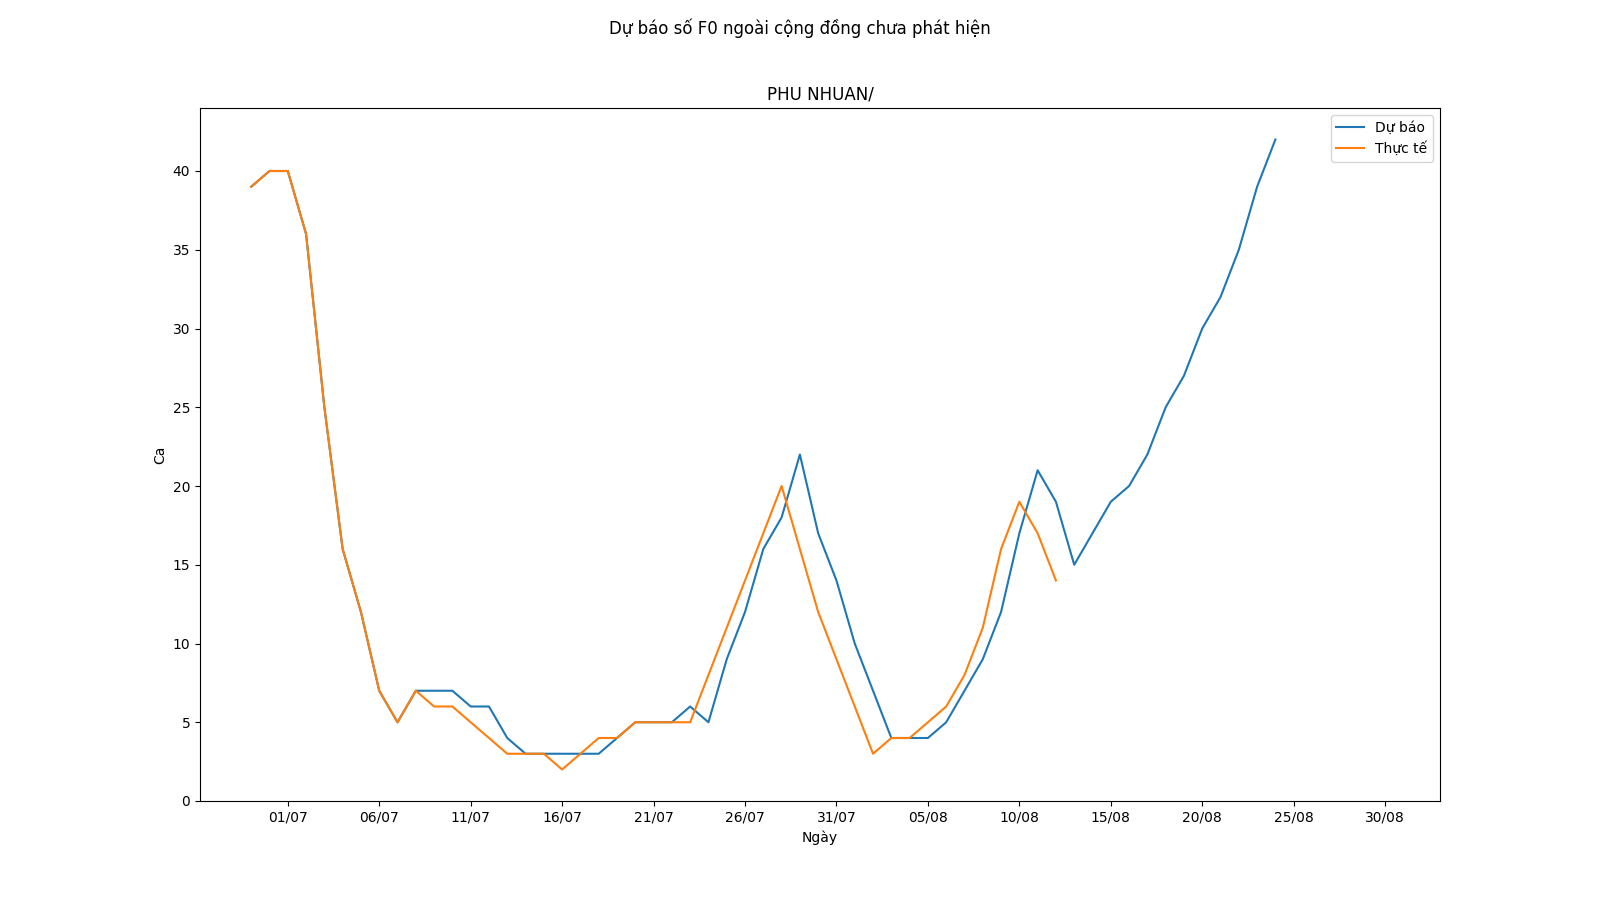 Dự báo số F0 ngoài cộng đồng chưa phát hiện
PHU NHUAN/
Dự báo
Thực tế
40
35
30
25
20
15
10
5
0
Ca
01/07 06/07 11/07 16/07 21/07 26/07 31/07 05/08 10/08 15/08 20/08 25/08 30/08
Ngày